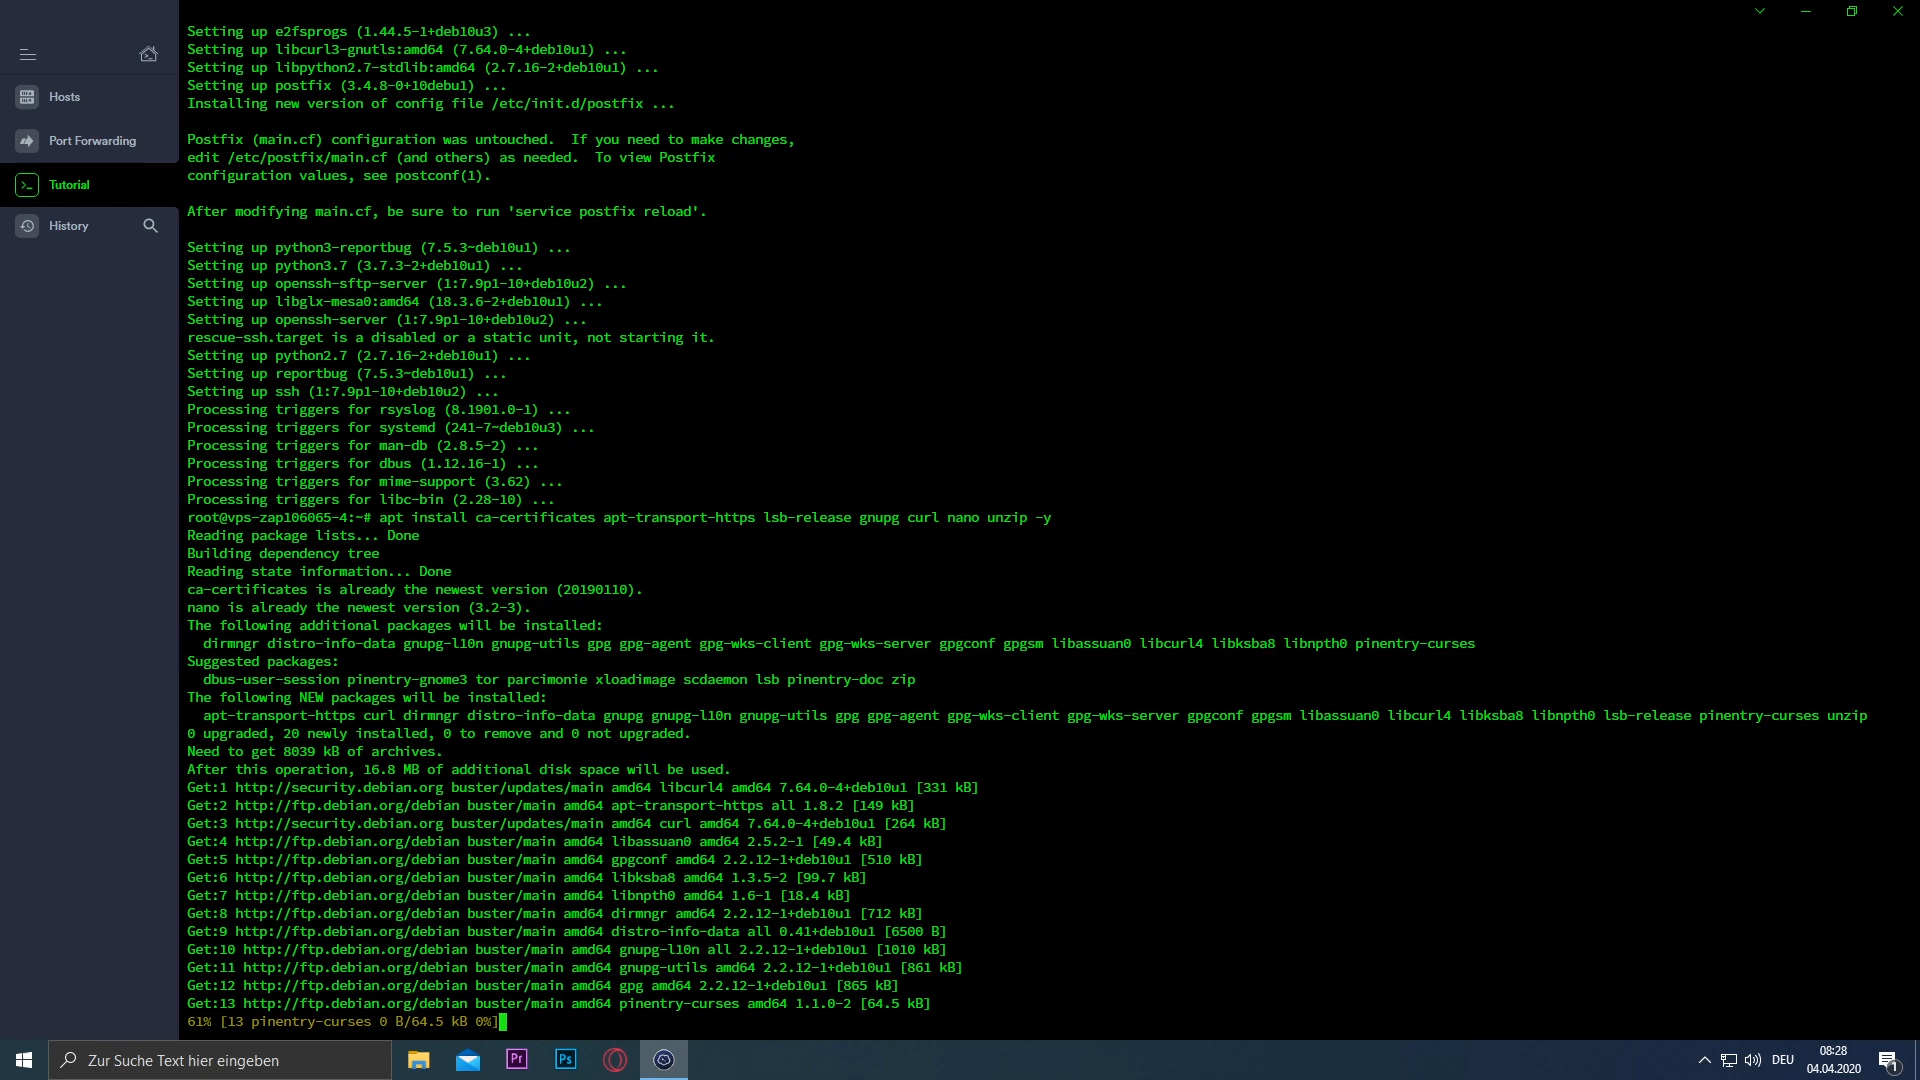 Setting up e2fsprogs (1.44.5-1+deb10u3) ...
Setting up libcurl3-gnutls:amd64 (7.64.0-4+deb10u1) ...
Setting up libpython2.7-stdlib:amd64 (2.7.16-2+deb10u1) ...
Setting up postfix (3.4.8-0+10debu1) ...
Installing new version of config file /etc/init.d/postfix ...
Postfix (main.cf) configuration was untouched.  If you need to make changes,
edit /etc/postfix/main.cf (and others) as needed.  To view Postfix
configuration values, see postconf(1).
After modifying main.cf, be sure to run 'service postfix reload'.
Setting up python3-reportbug (7.5.3~deb10u1) ...
Setting up python3.7 (3.7.3-2+deb10u1) ...
Setting up openssh-sftp-server (1:7.9p1-10+deb10u2) ...
Setting up libglx-mesa0:amd64 (18.3.6-2+deb10u1) ...
Setting up openssh-server (1:7.9p1-10+deb10u2) ...
rescue-ssh.target is a disabled or a static unit, not starting it.
Setting up python2.7 (2.7.16-2+deb10u1) ...
Setting up reportbug (7.5.3~deb10u1) ...
Setting up ssh (1:7.9p1-10+deb10u2) ...
Processing triggers for rsyslog (8.1901.0-1) ...
Processing triggers for systemd (241-7~deb10u3) ...
Processing triggers for man-db (2.8.5-2) ...
Processing triggers for dbus (1.12.16-1) ...
Processing triggers for mime-support (3.62) ...
Processing triggers for libc-bin (2.28-10) ...
root@vps-zap106065-4:~# apt install ca-certificates apt-transport-https lsb-release gnupg curl nano unzip -y
Reading package lists... Done
Building dependency tree
Reading state information... Done
ca-certificates is already the newest version (20190110).
nano is already the newest version (3.2-3).
The following additional packages will be installed:
  dirmngr distro-info-data gnupg-l10n gnupg-utils gpg gpg-agent gpg-wks-client gpg-wks-server gpgconf gpgsm libassuan0 libcurl4 libksba8 libnpth0 pinentry-curses
Suggested packages:
  dbus-user-session pinentry-gnome3 tor parcimonie xloadimage scdaemon lsb pinentry-doc zip
The following NEW packages will be installed:
  apt-transport-https curl dirmngr distro-info-data gnupg gnupg-l10n gnupg-utils gpg gpg-agent gpg-wks-client gpg-wks-server gpgconf gpgsm libassuan0 libcurl4 libksba8 libnpth0 lsb-release pinentry-curses unzip
0 upgraded, 20 newly installed, 0 to remove and 0 not upgraded.
Need to get 8039 kB of archives.
After this operation, 16.8 MB of additional disk space will be used.
Get:1 http://security.debian.org buster/updates/main amd64 libcurl4 amd64 7.64.0-4+deb10u1 [331 kB]
Get:2 http://ftp.debian.org/debian buster/main amd64 apt-transport-https all 1.8.2 [149 kB]
Get:3 http://security.debian.org buster/updates/main amd64 curl amd64 7.64.0-4+deb10u1 [264 kB]
Get:4 http://ftp.debian.org/debian buster/main amd64 libassuan0 amd64 2.5.2-1 [49.4 kB]
Get:5 http://ftp.debian.org/debian buster/main amd64 gpgconf amd64 2.2.12-1+deb10u1 [510 kB]
Get:6 http://ftp.debian.org/debian buster/main amd64 libksba8 amd64 1.3.5-2 [99.7 kB]
Get:7 http://ftp.debian.org/debian buster/main amd64 libnpth0 amd64 1.6-1 [18.4 kB]
Get:8 http://ftp.debian.org/debian buster/main amd64 dirmngr amd64 2.2.12-1+deb10u1 [712 kB]
Get:9 http://ftp.debian.org/debian buster/main amd64 distro-info-data all 0.41+deb10u1 [6500 B]
Get:10 http://ftp.debian.org/debian buster/main amd64 gnupg-l10n all 2.2.12-1+deb10u1 [1010 kB]
Get:11 http://ftp.debian.org/debian buster/main amd64 gnupg-utils amd64 2.2.12-1+deb10u1 [861 kB]
Get:12 http://ftp.debian.org/debian buster/main amd64 gpg amd64 2.2.12-1+deb10u1 [865 kB]
Get:13 http://ftp.debian.org/debian buster/main amd64 pinentry-curses amd64 1.1.0-2 [64.5 kB]
61% [13 pinentry-curses 0 B/64.5 kB 0%]
Hosts
Port Forwarding
Tutorial
History
Zur Suche Text hier eingeben
Pr
Ps
DEU
08:28
04.04.2020
1